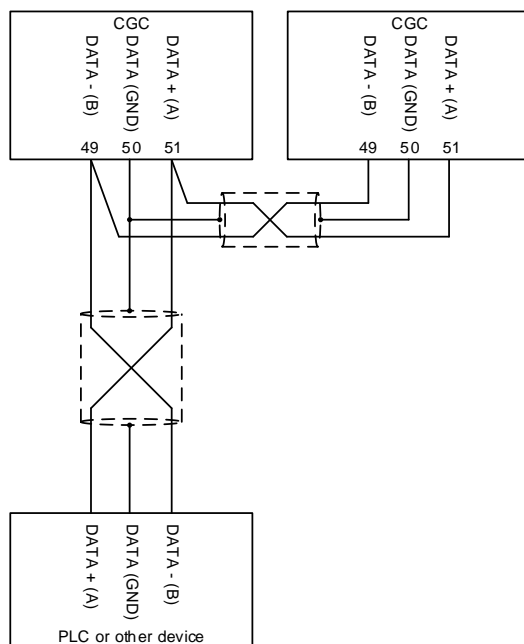 CGC
DATA - (B)
DATA (GND)
DATA + (A)
49
50
51
CGC
DATA - (B)
DATA (GND)
DATA + (A)
49
50
51
DATA + (A)
DATA (GND)
DATA - (B)
PLC or other device